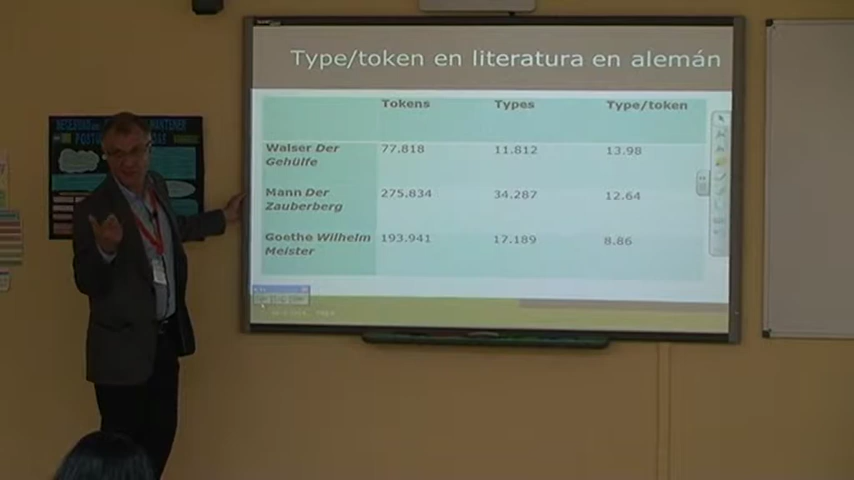 Type/token en literatura en alemán
Tokens Types Type/token
Walser Der 77.818 11.812 13.98
Gehülfe
Mann Der 275.834 34.287 12.64
Zauberberg
Goethe Wilhelm 193.941 17.189 8.86
Meister